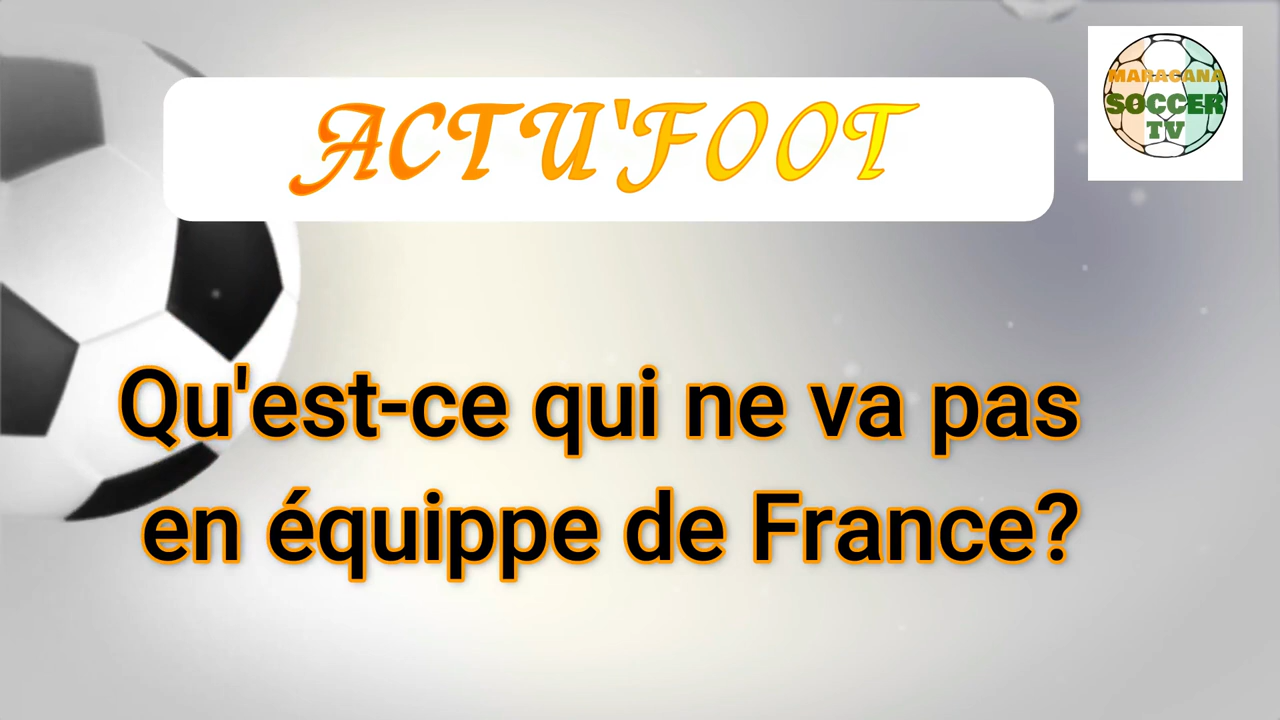 ACTU'FOOT
MARACANA
SOCCER
TV
Qu'est-ce qui ne va pas
en équippe de France?